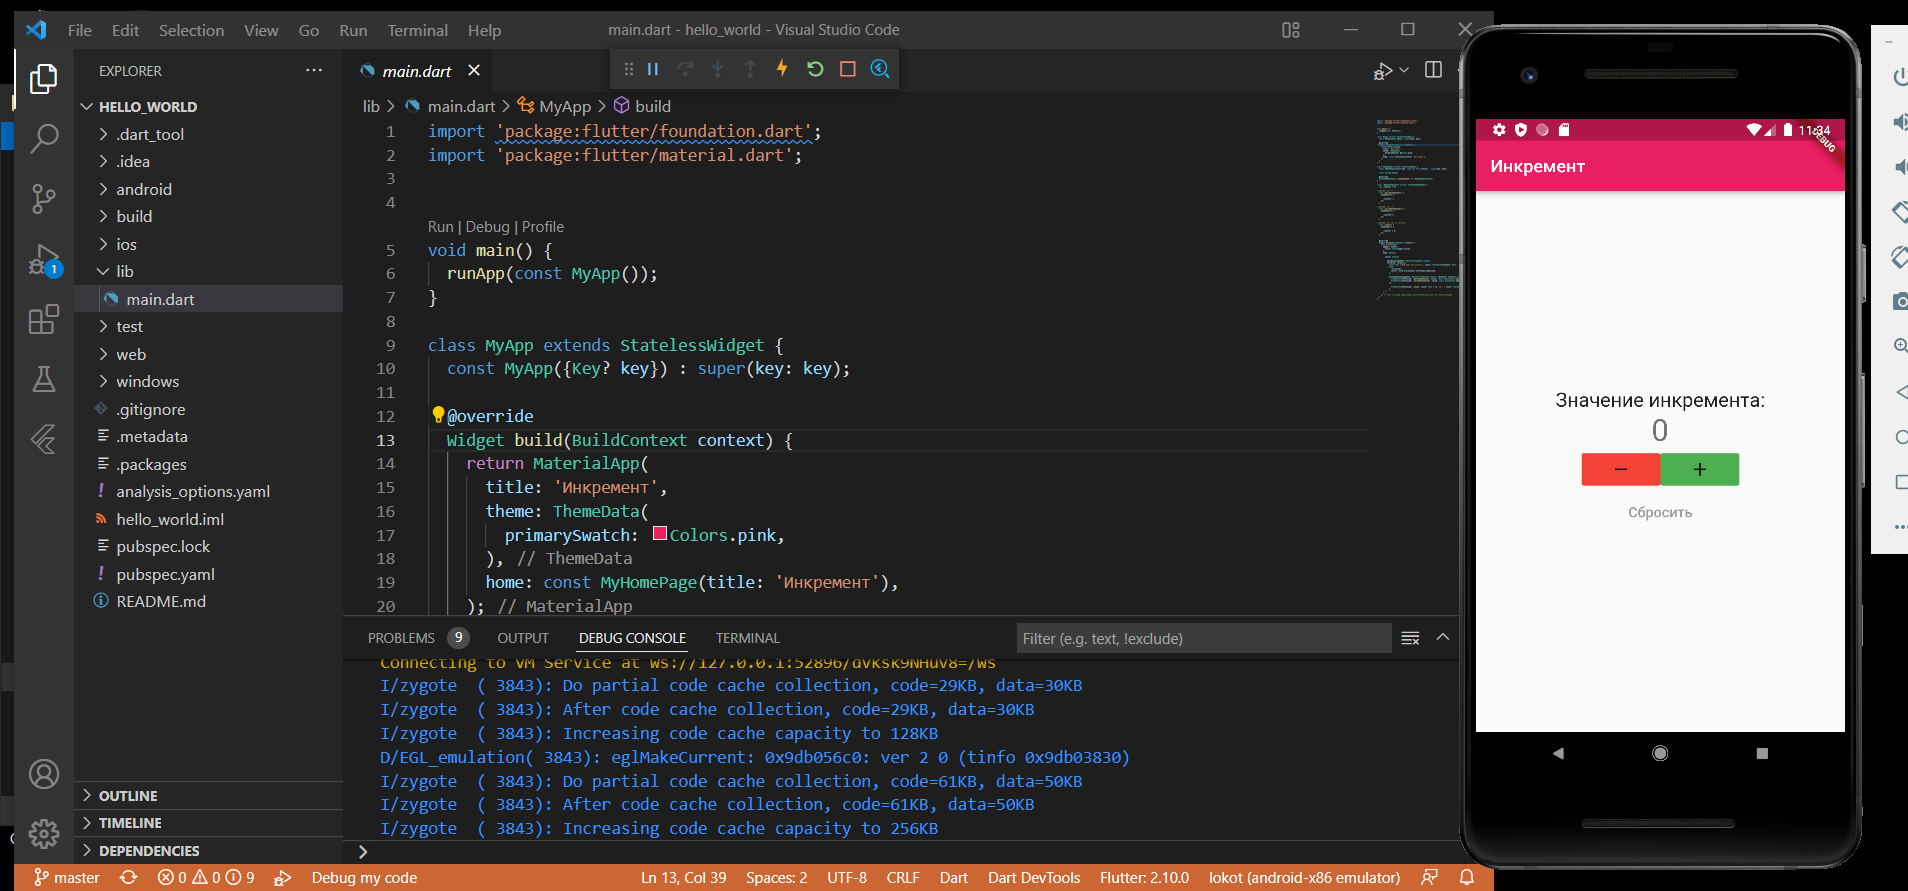 File Edit Selection View Go Run Terminal Help
main.dart - hello_world - Visual Studio Code
EXPLORER
HELLO_WORLD
.dart_tool
.idea
android
build
ios
lib
main.dart
test
web
windows
.gitignore
.metadata
.packages
analysis_options.yaml
hello_world.iml
pubspec.lock
pubspec.yaml
README.md
OUTLINE
TIMELINE
DEPENDENCIES
main.dart
lib > main.dart > MyApp > build
1 import 'package:flutter/foundation.dart';
2 import 'package:flutter/material.dart';
3
4
Run | Debug | Profile
5 void main() {
6 runApp(const MyApp());
7 }
8
9 class MyApp extends StatelessWidget {
10 const MyApp({Key? key}) : super(key: key);
11
12 @override
13 Widget build(BuildContext context) {
14 return MaterialApp(
15 title: 'Инкремент',
16 theme: ThemeData(
17 primarySwatch: Colors.pink,
18 ), // ThemeData
19 home: const MyHomePage(title: 'Инкремент'),
20 ); // MaterialApp
PROBLEMS 9 OUTPUT DEBUG CONSOLE TERMINAL
Filter (e.g. text, !exclude)
Connecting to VM Service at ws://127.0.0.1:52896/dVksk9NHuv8=/ws
I/zygote ( 3843): Do partial code cache collection, code=29KB, data=30KB
I/zygote ( 3843): After code cache collection, code=29KB, data=30KB
I/zygote ( 3843): Increasing code cache capacity to 128KB
D/EGL_emulation( 3843): eglMakeCurrent: 0x9db056c0: ver 2 0 (tinfo 0x9db03830)
I/zygote ( 3843): Do partial code cache collection, code=61KB, data=50KB
I/zygote ( 3843): After code cache collection, code=61KB, data=50KB
I/zygote ( 3843): Increasing code cache capacity to 256KB
1
master 0 0 9 Debug my code
Ln 13, Col 39 Spaces: 2 UTF-8 CRLF Dart Dart DevTools Flutter: 2.10.0 lokot (android-x86 emulator)
11:34
DEBUG
Инкремент
Значение инкремента:
0
− +
Сбросить